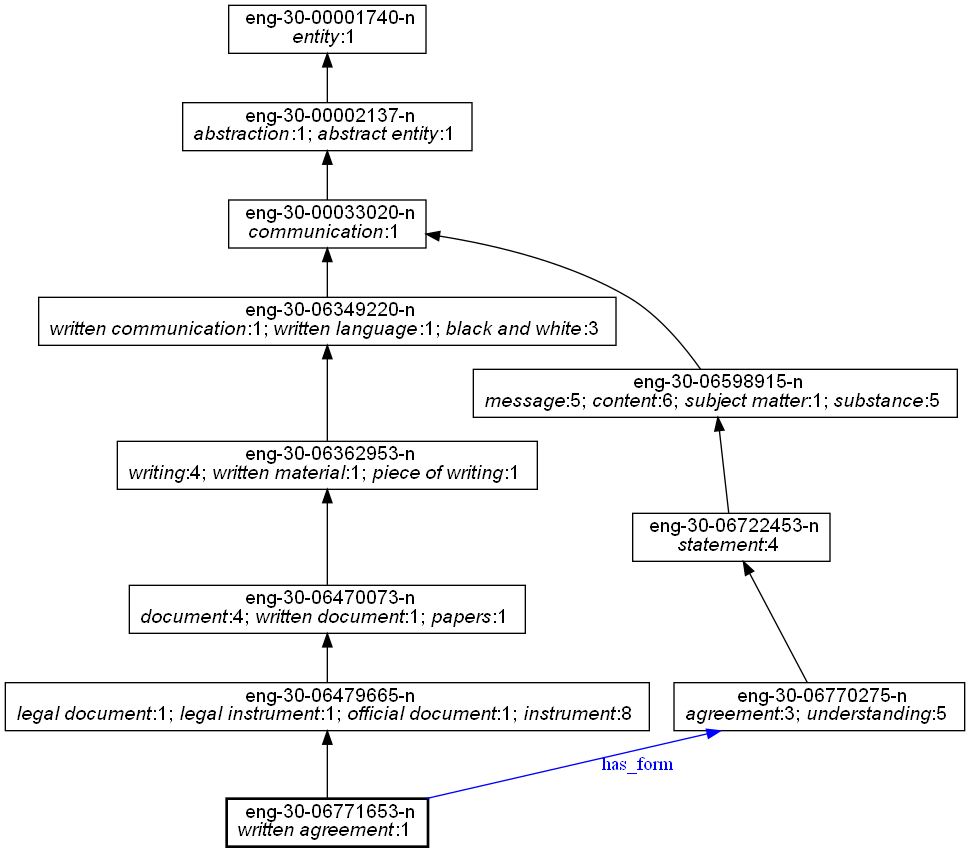 eng-30-00001740-n
entity:1
eng-30-00002137-n
abstraction:1; abstract entity:1
eng-30-00033020-n
communication:1
eng-30-06349220-n
written communication:1; written language:1; black and white:3
eng-30-06598915-n
message:5; content:6; subject matter:1; substance:5
eng-30-06362953-n
writing:4; written material:1; piece of writing:1
eng-30-06722453-n
statement:4
eng-30-06470073-n
document:4; written document:1; papers:1
eng-30-06479665-n
legal document:1; legal instrument:1; official document:1; instrument:8
eng-30-06770275-n
agreement:3; understanding:5
has_form
eng-30-06771653-n
written agreement:1